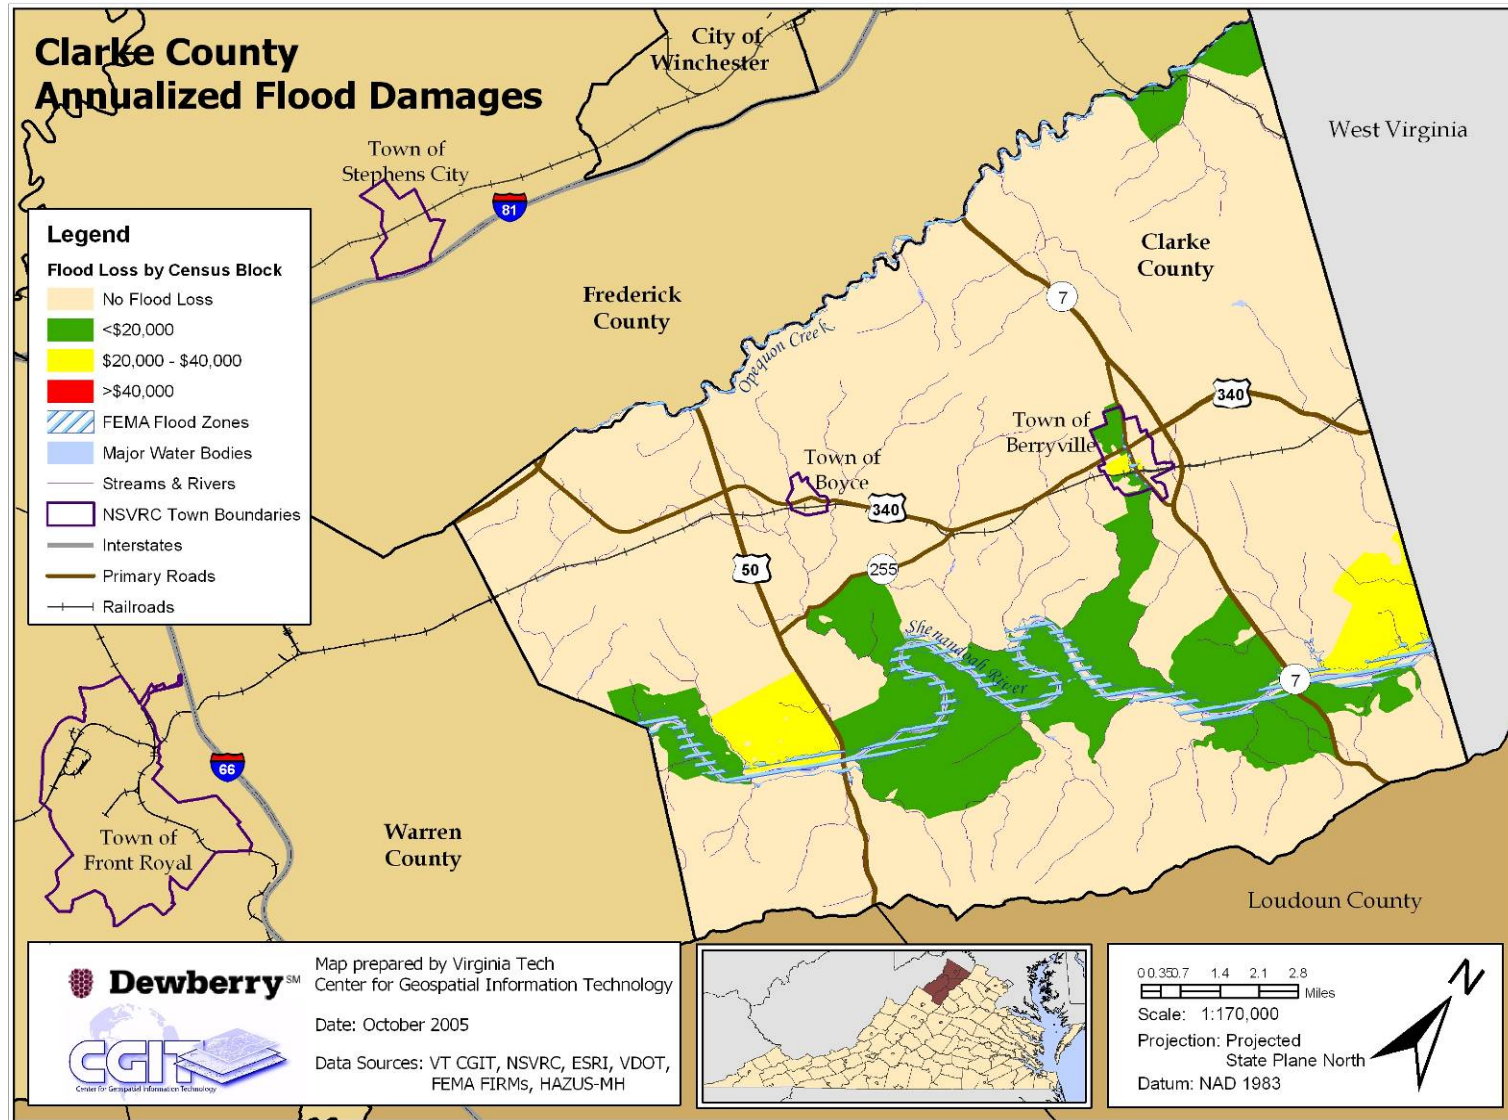 Clarke County
Annualized Flood Damages
City of
Winchester
West Virginia
Town of
Stephens City
81
Legend
Flood Loss by Census Block
No Flood Loss
<$20,000
$20,000 - $40,000
>$40,000
FEMA Flood Zones
Major Water Bodies
Streams & Rivers
NSVRC Town Boundaries
Interstates
Primary Roads
Railroads
Frederick
County
Clarke
County
7
Opequon Creek
340
Town of
Berryville
Town of
Boyce
340
50
255
Shenandoah River
7
66
Town of
Front Royal
Warren
County
Loudoun County
Dewberry SM
CGIT
Center for Geospatial Information Technology
Map prepared by Virginia Tech
Center for Geospatial Information Technology
Date: October 2005
Data Sources: VT CGIT, NSVRC, ESRI, VDOT,
FEMA FIRMs, HAZUS-MH
0 0.35 0.7 1.4 2.1 2.8
Miles
Scale: 1:170,000
Projection: Projected
State Plane North
Datum: NAD 1983
N